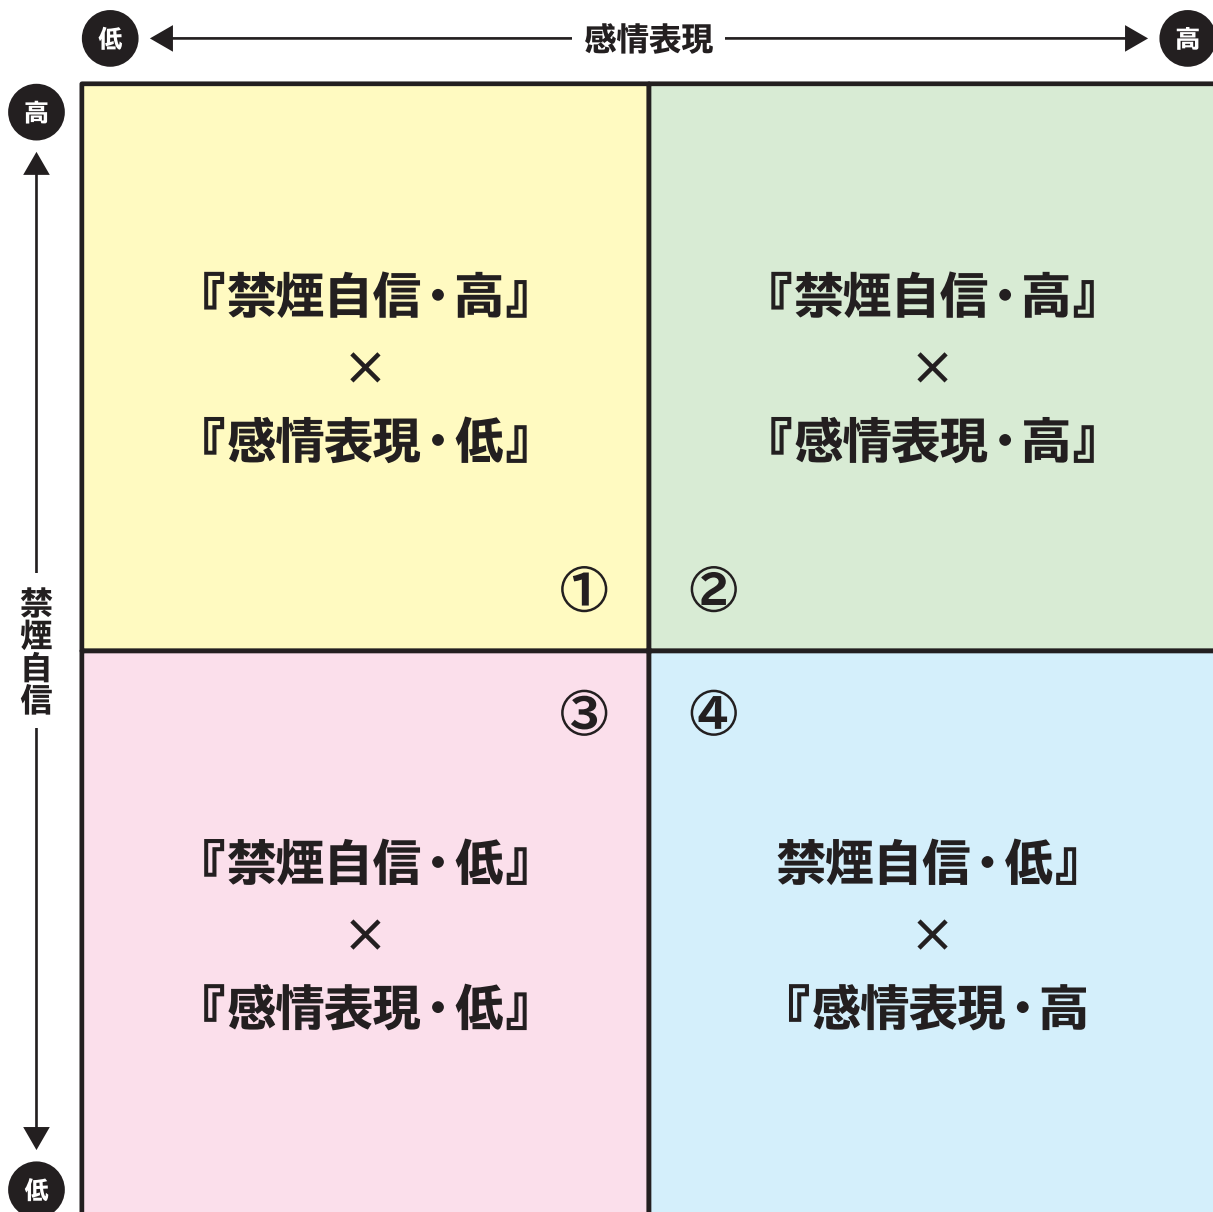 低 感情表現 高
高
禁煙自信
低
『禁煙自信・高』
×
『感情表現・低』
①
『禁煙自信・高』
×
『感情表現・高』
②
③
『禁煙自信・低』
×
『感情表現・低』
④
禁煙自信・低』
×
『感情表現・高